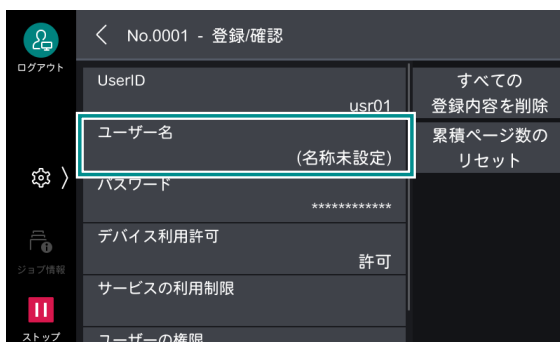 No.0001 - 登録/確認
ログアウト
UserID
usr01
すべての
登録内容を削除
ユーザー名
(名称未設定)
累積ページ数の
リセット
パスワード
************
デバイス利用許可
許可
ジョブ情報
サービスの利用制限
ストップ
ユーザーの権限